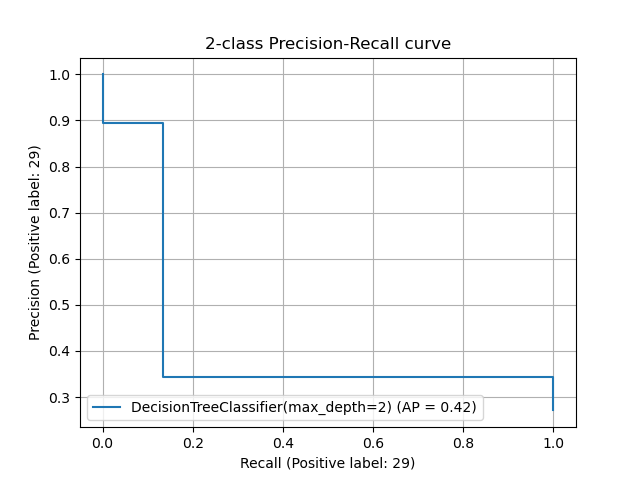 2-class Precision-Recall curve
1.0
0.9
0.8
0.7
0.6
0.5
0.4
0.3
Precision (Positive label: 29)
DecisionTreeClassifier(max_depth=2) (AP = 0.42)
0.0 0.2 0.4 0.6 0.8 1.0
Recall (Positive label: 29)